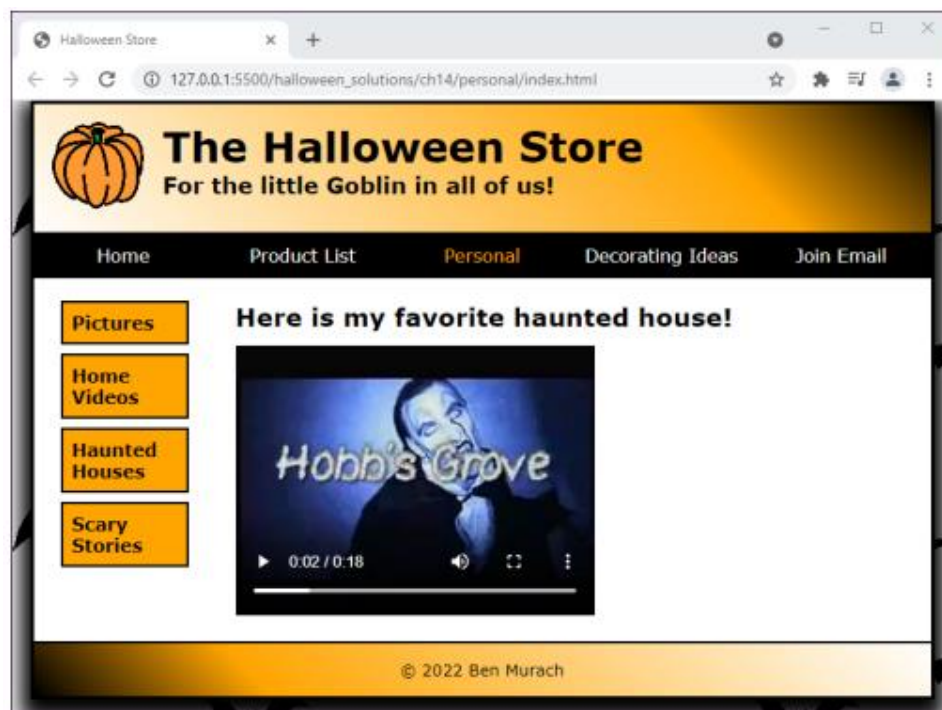 Halloween Store
127.0.0.1:5500/halloween_solutions/ch14/personal/index.html
The Halloween Store
For the little Goblin in all of us!
Home Product List Personal Decorating Ideas Join Email
Pictures
Home
Videos
Haunted
Houses
Scary
Stories
Here is my favorite haunted house!
Hobb's Grove
0:02 / 0:18
© 2022 Ben Murach